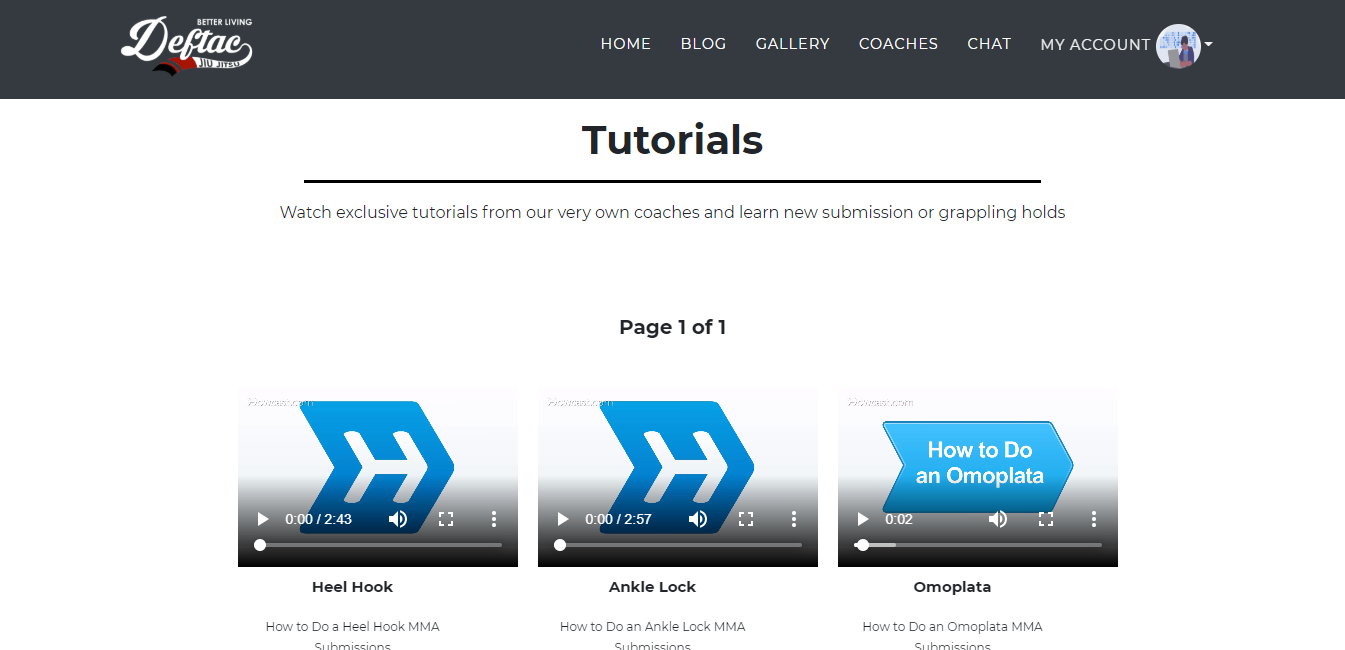 BETTER LIVING
Deftac
JIU JITSU
HOME BLOG GALLERY COACHES CHAT MY ACCOUNT
Tutorials
Watch exclusive tutorials from our very own coaches and learn new submission or grappling holds
Page 1 of 1
Howcast.com Howcast.com Howcast.com
How to Do
an Omoplata
0:00 / 2:43 0:00 / 2:57 0:02
Heel Hook Ankle Lock Omoplata
How to Do a Heel Hook MMA How to Do an Ankle Lock MMA How to Do an Omoplata MMA
Submissions Submissions Submissions